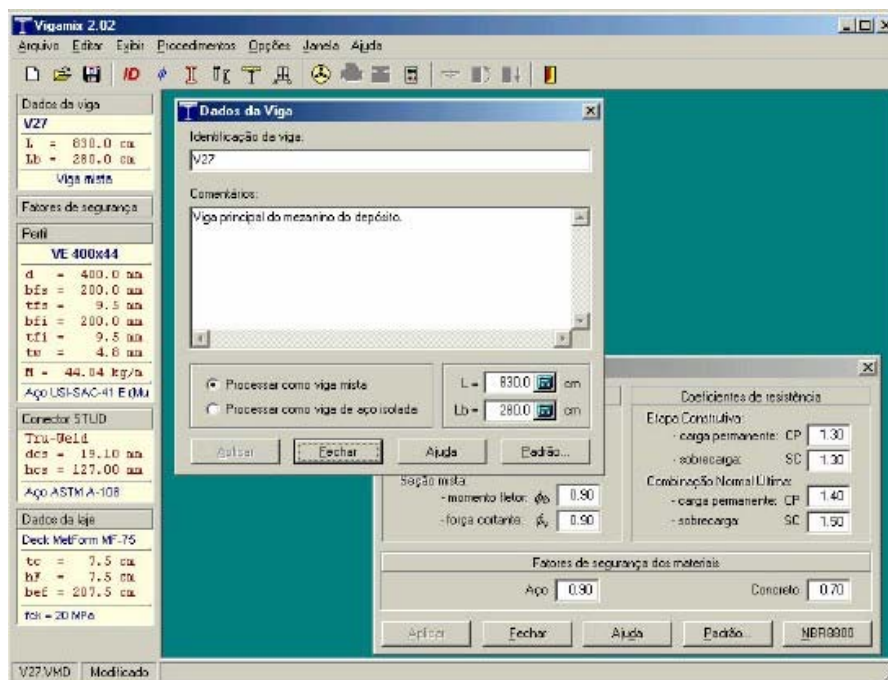 Vigamix 2.02
Arquivo Editar Exibir Procedimentos Opções Janela Ajuda
ID
Dados da viga
V27
L = 830.0 cm
Lb = 280.0 cm
Viga mista
Fatores de segurança
Perfil
VE 400x44
d = 400.0 mm
bfs = 200.0 mm
tfs = 9.5 mm
bfi = 200.0 mm
tfi = 9.5 mm
tw = 4.8 mm
M = 44.04 kg/m
Aço USI-SAC-41 E (Mu
Conector STUD
Tru-Weld
dcs = 19.10 mm
hcs = 127.00 mm
Aço ASTM A-108
Dados da laje
Deck MetForm MF-75
tc = 7.5 cm
hF = 7.5 cm
bef = 207.5 cm
fck = 20 MPa
Dados da Viga
Identificação da viga:
V27
Comentários:
Viga principal do mezanino do depósito.
Processar como viga mista
Processar como viga de aço isolada
L = 830.0 cm
Lb = 280.0 cm
Aplicar Fechar Ajuda Padrão...
Seção mista:
- momento fletor: ϕb 0.90
- força cortante: ϕv 0.90
Coeficientes de resistência
Etapa Construtiva:
- carga permanente: CP 1.30
- sobrecarga: SC 1.30
Combinação Normal Última:
- carga permanente: CP 1.40
- sobrecarga: SC 1.50
Fatores de segurança dos materiais
Aço 0.90 Concreto 0.70
Aplicar Fechar Ajuda Padrão... NBR8800
V27.VMD Modificado